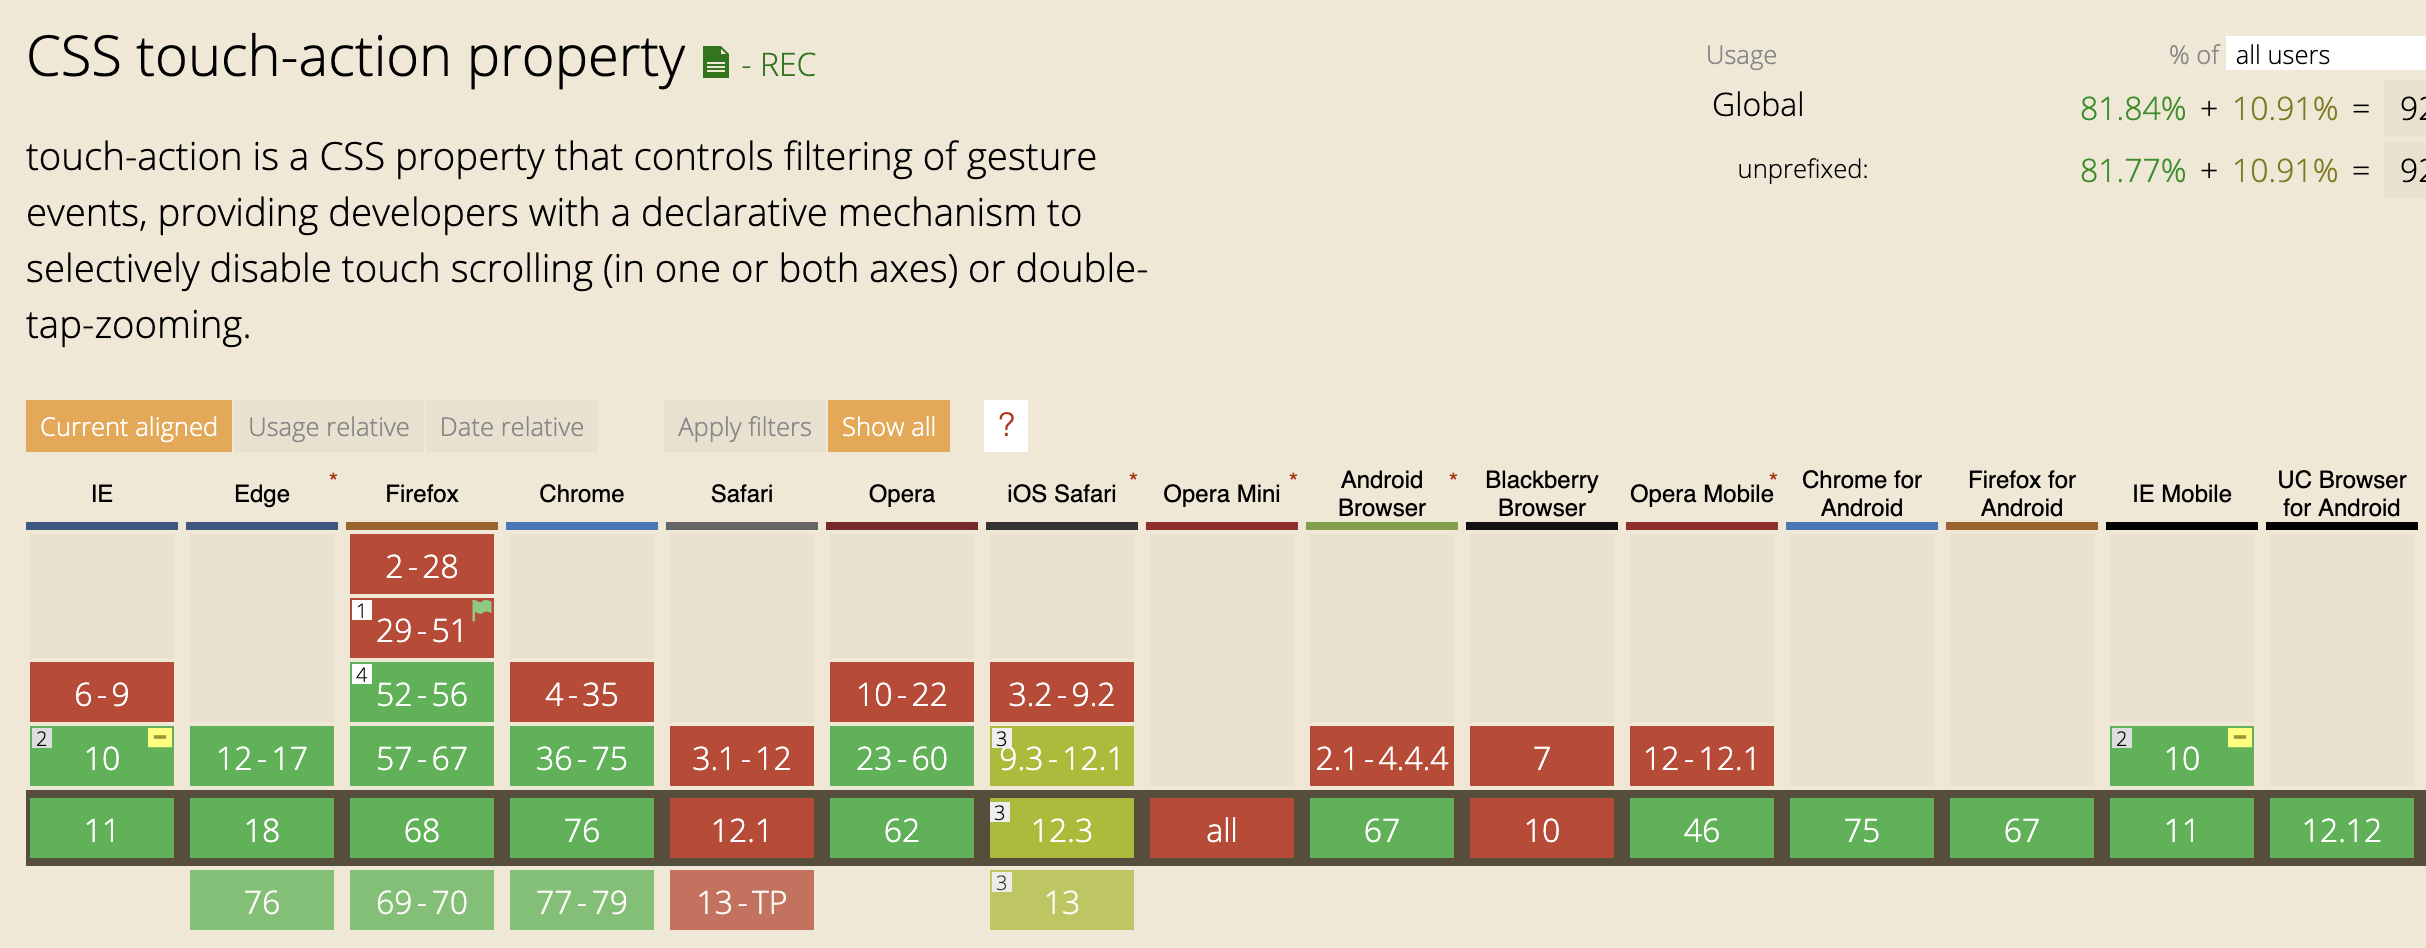 CSS touch-action property - REC
Usage % of all users
Global 81.84% + 10.91% = 92
unprefixed: 81.77% + 10.91% = 92
touch-action is a CSS property that controls filtering of gesture
events, providing developers with a declarative mechanism to
selectively disable touch scrolling (in one or both axes) or double-
tap-zooming.
Current aligned Usage relative Date relative Apply filters Show all ?
IE Edge * Firefox Chrome Safari Opera iOS Safari * Opera Mini * Android Browser * Blackberry Browser Opera Mobile * Chrome for Android Firefox for Android IE Mobile UC Browser for Android
2-28
1 29-51
6-9 4 52-56 4-35 10-22 3.2-9.2
2 10 12-17 57-67 36-75 3.1-12 23-60 3 9.3-12.1 2.1-4.4.4 7 12-12.1 2 10
11 18 68 76 12.1 62 3 12.3 all 67 10 46 75 67 11 12.12
76 69-70 77-79 13-TP 3 13